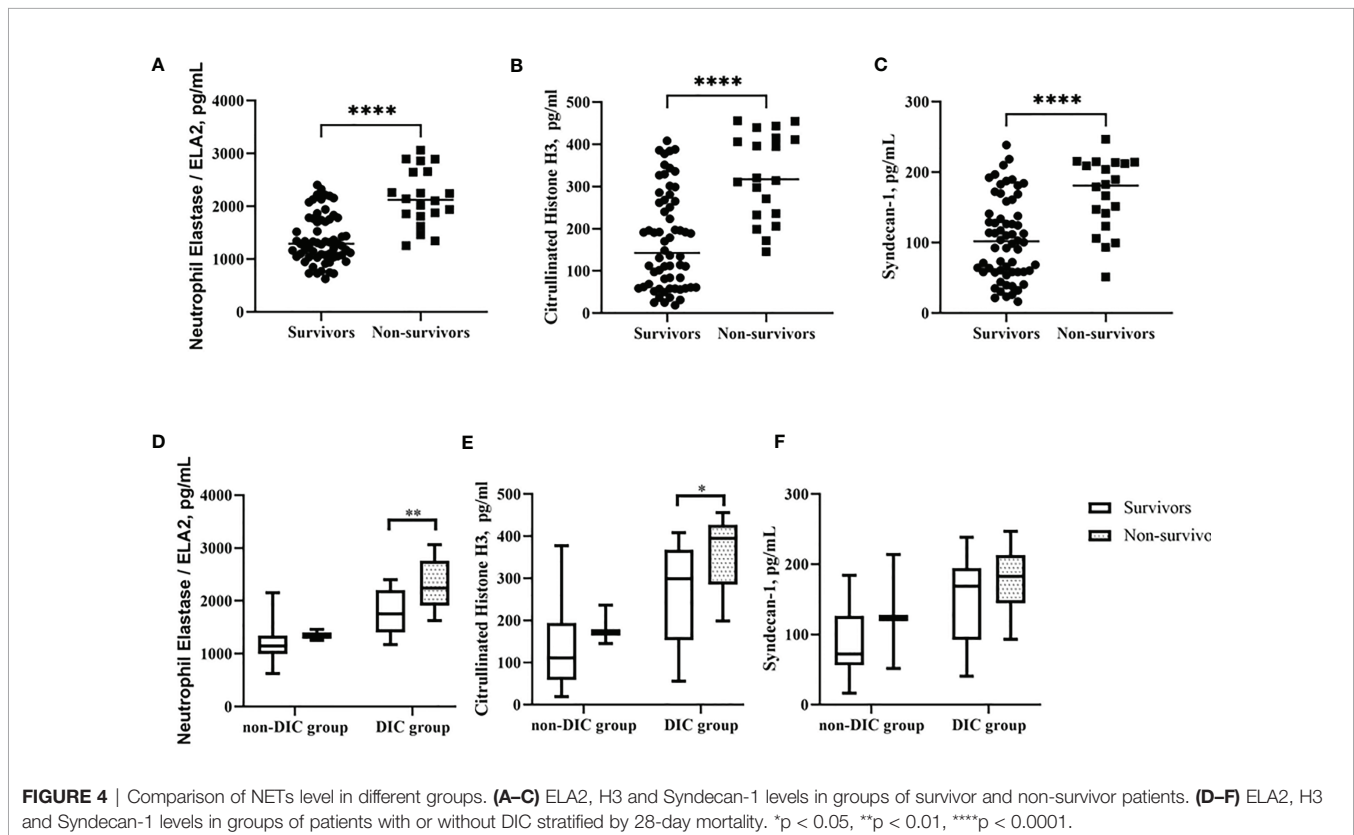 A
Neutrophil Elastase / ELA2, pg/mL
4000
3000
2000
1000
0
****
Survivors Non-survivors
B
Citrullinated Histone H3, pg/ml
500
400
300
200
100
0
****
Survivors Non-survivors
C
Syndecan-1, pg/mL
300
200
100
0
****
Survivors Non-survivors
D
Neutrophil Elastase / ELA2, pg/mL
4000
3000
2000
1000
0
**
non-DIC group DIC group
E
Citrullinated Histone H3, pg/ml
500
400
300
200
100
0
*
non-DIC group DIC group
F
Syndecan-1, pg/mL
300
200
100
0
non-DIC group DIC group
Survivors
Non-survivo
FIGURE 4 | Comparison of NETs level in different groups. (A–C) ELA2, H3 and Syndecan-1 levels in groups of survivor and non-survivor patients. (D–F) ELA2, H3
and Syndecan-1 levels in groups of patients with or without DIC stratified by 28-day mortality. *p < 0.05, **p < 0.01, ****p < 0.0001.